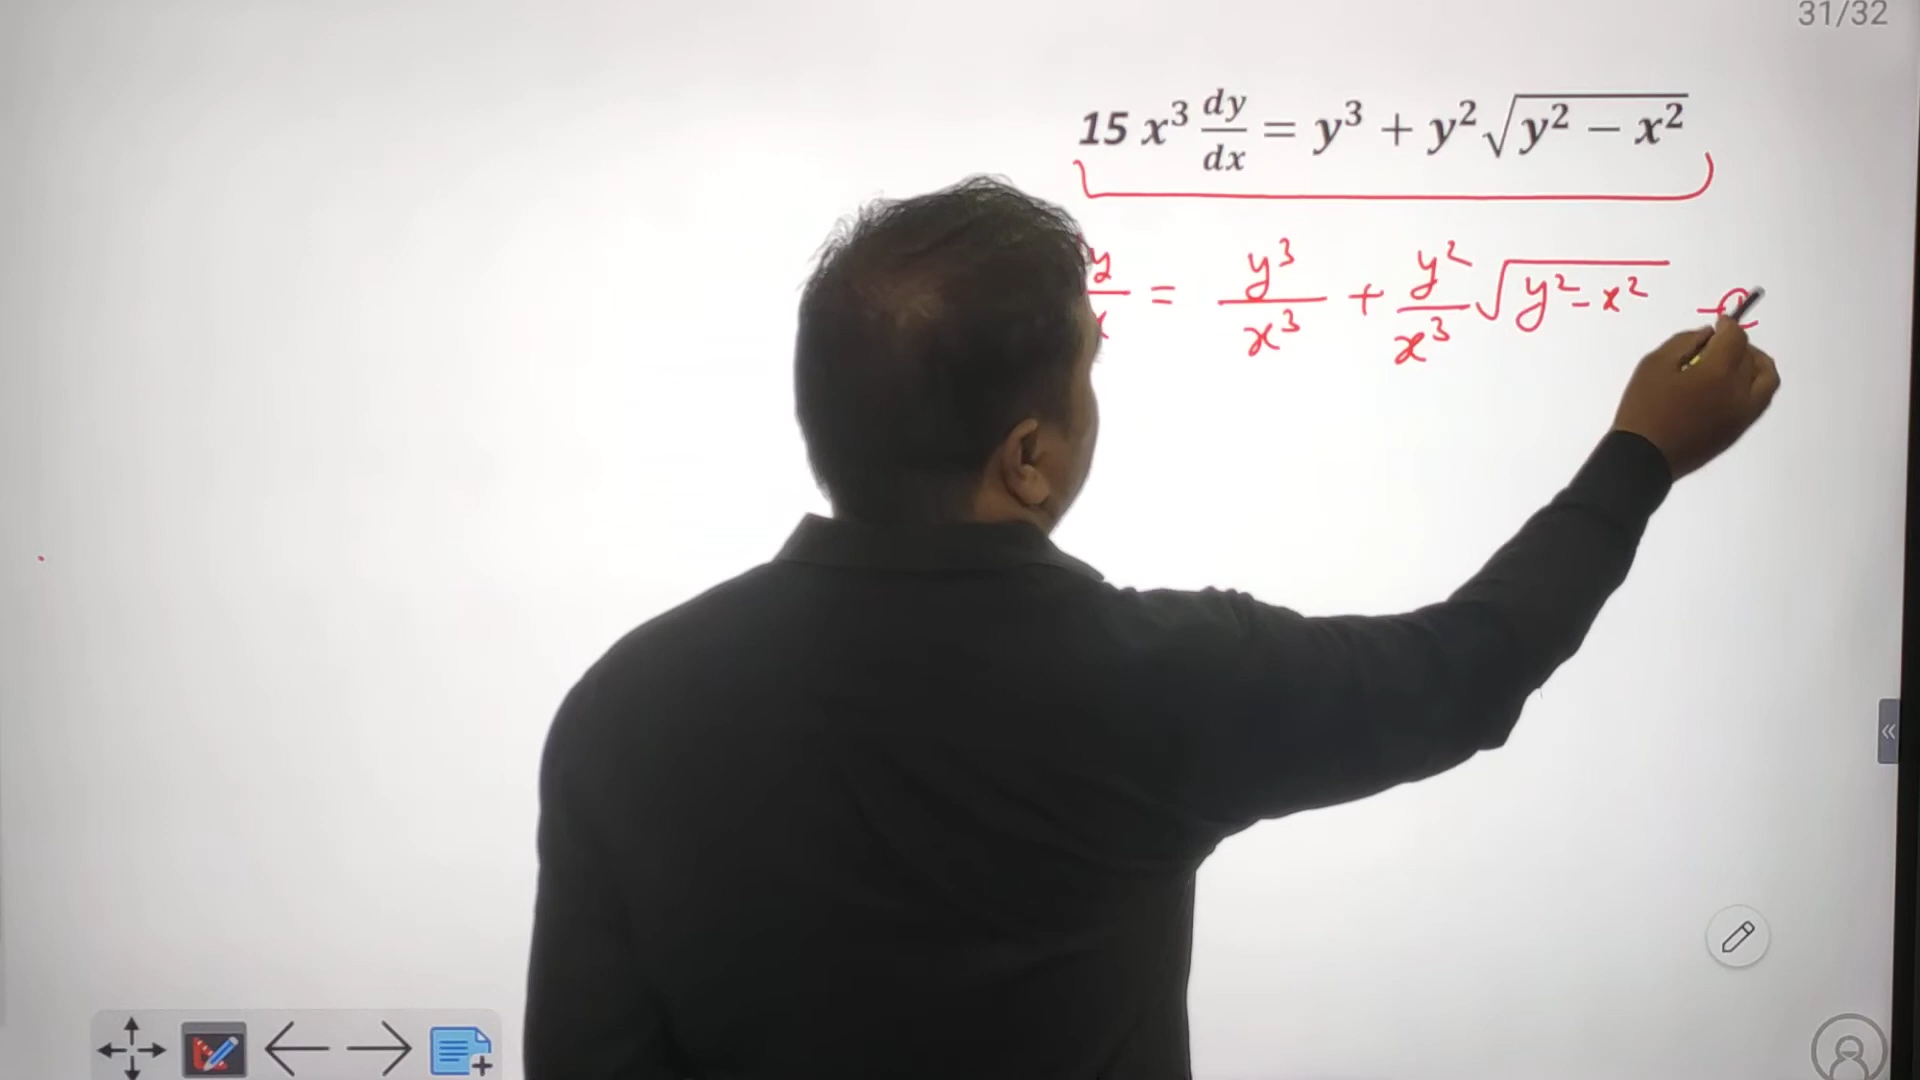 31/32
15 x³ dy/dx = y³ + y²√(y² − x²)
y/x = y³/x³ + y²/x³ √(y² − x²)